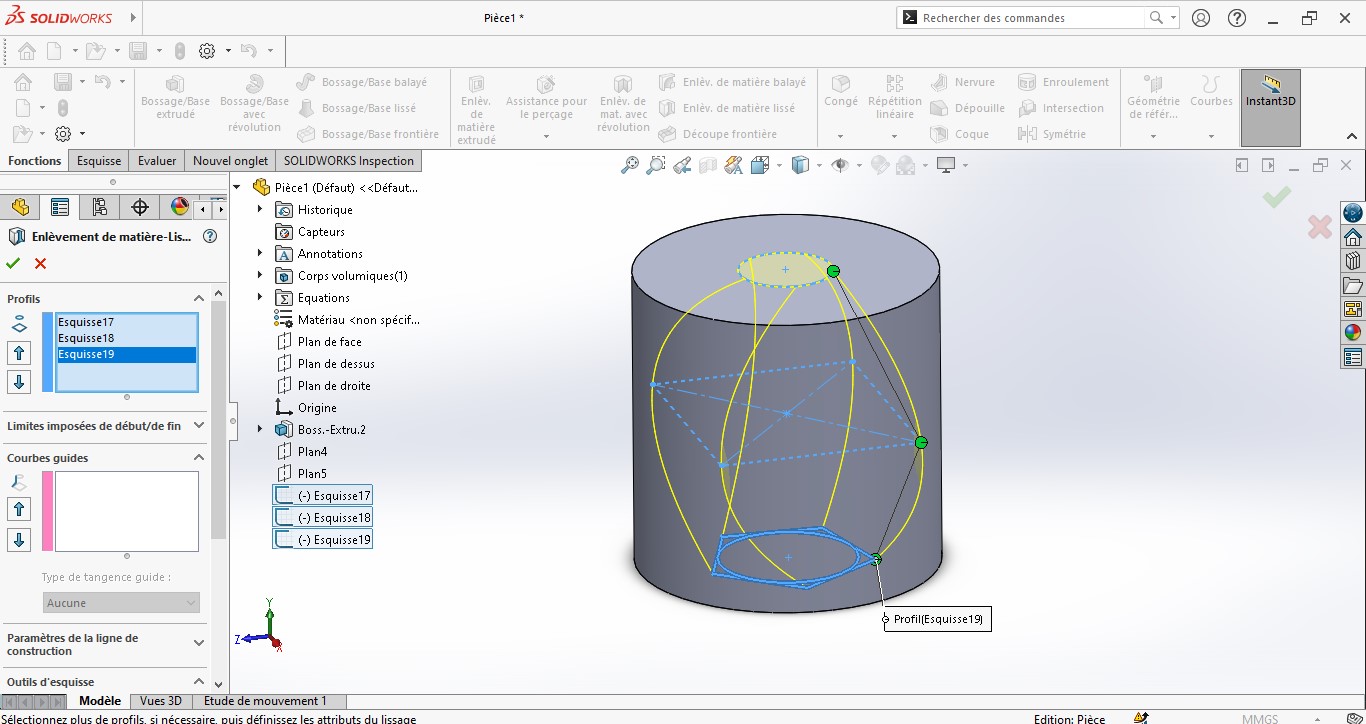 SOLIDWORKS
Pièce1 *
Rechercher des commandes
Bossage/Base
extrudé
Bossage/Base
avec
révolution
Bossage/Base balayé
Bossage/Base lissé
Bossage/Base frontière
Enlèv.
de
matière
extrudé
Assistance pour
le perçage
Enlèv. de
mat. avec
révolution
Enlèv. de matière balayé
Enlèv. de matière lissé
Découpe frontière
Congé
Répétition
linéaire
Nervure
Dépouille
Coque
Enroulement
Intersection
Symétrie
Géométrie
de référ...
Courbes
Instant3D
Fonctions
Esquisse
Evaluer
Nouvel onglet
SOLIDWORKS Inspection
Enlèvement de matière-Lis...
Profils
Esquisse17
Esquisse18
Esquisse19
Limites imposées de début/de fin
Courbes guides
Type de tangence guide :
Aucune
Paramètres de la ligne de
construction
Outils d'esquisse
Pièce1 (Défaut) <<Défaut...
Historique
Capteurs
Annotations
Corps volumiques(1)
Equations
Matériau <non spécif...
Plan de face
Plan de dessus
Plan de droite
Origine
Boss.-Extru.2
Plan4
Plan5
(-) Esquisse17
(-) Esquisse18
(-) Esquisse19
Profil(Esquisse19)
Y
Z
X
Modèle
Vues 3D
Etude de mouvement 1
Sélectionnez plus de profils, si nécessaire, puis définissez les attributs du lissage
Edition: Pièce
MMGS